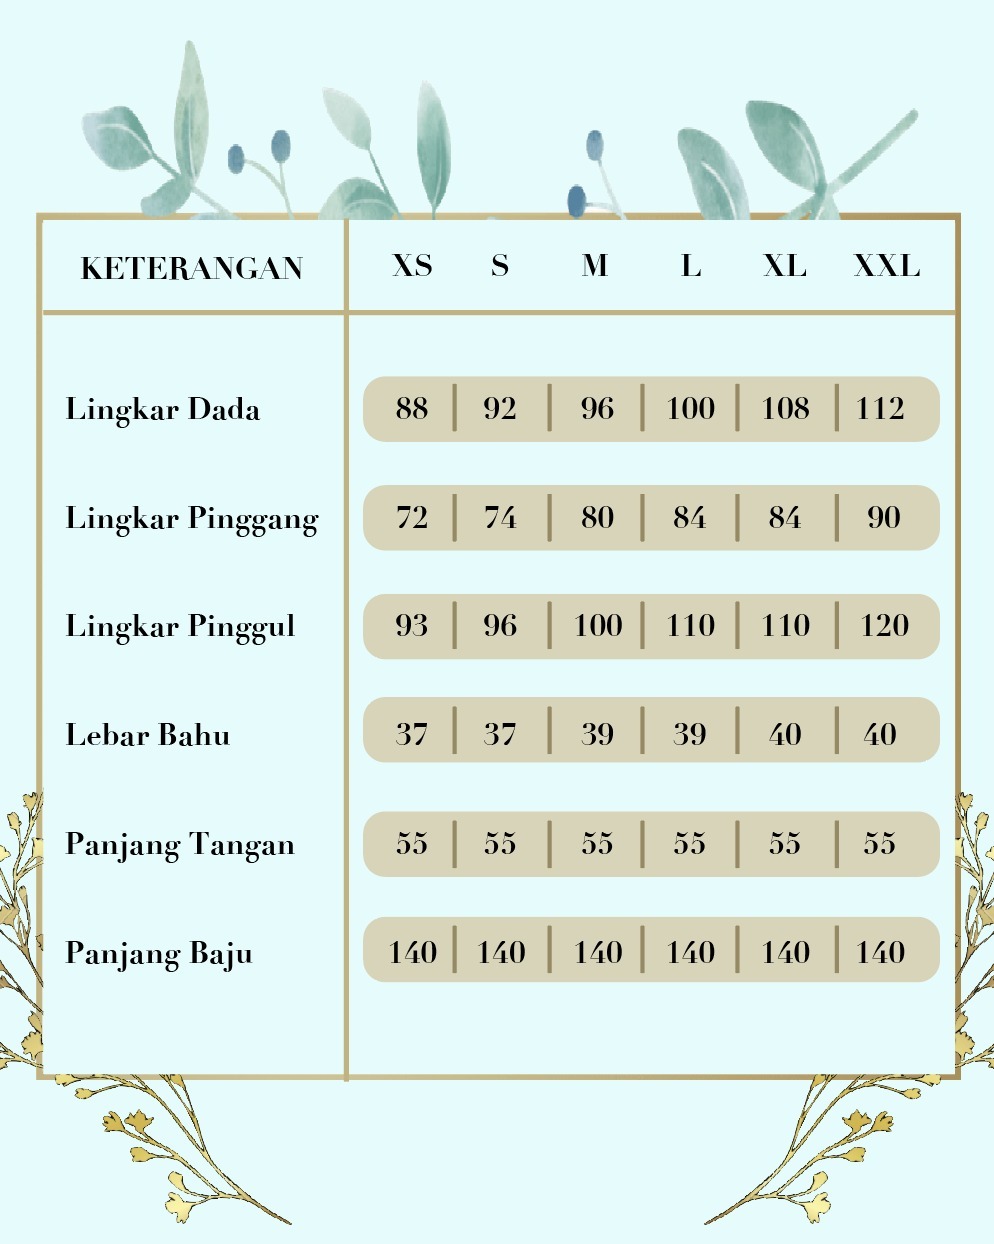 KETERANGAN XS S M L XL XXL
Lingkar Dada 88 92 96 100 108 112
Lingkar Pinggang 72 74 80 84 84 90
Lingkar Pinggul 93 96 100 110 110 120
Lebar Bahu 37 37 39 39 40 40
Panjang Tangan 55 55 55 55 55 55
Panjang Baju 140 140 140 140 140 140